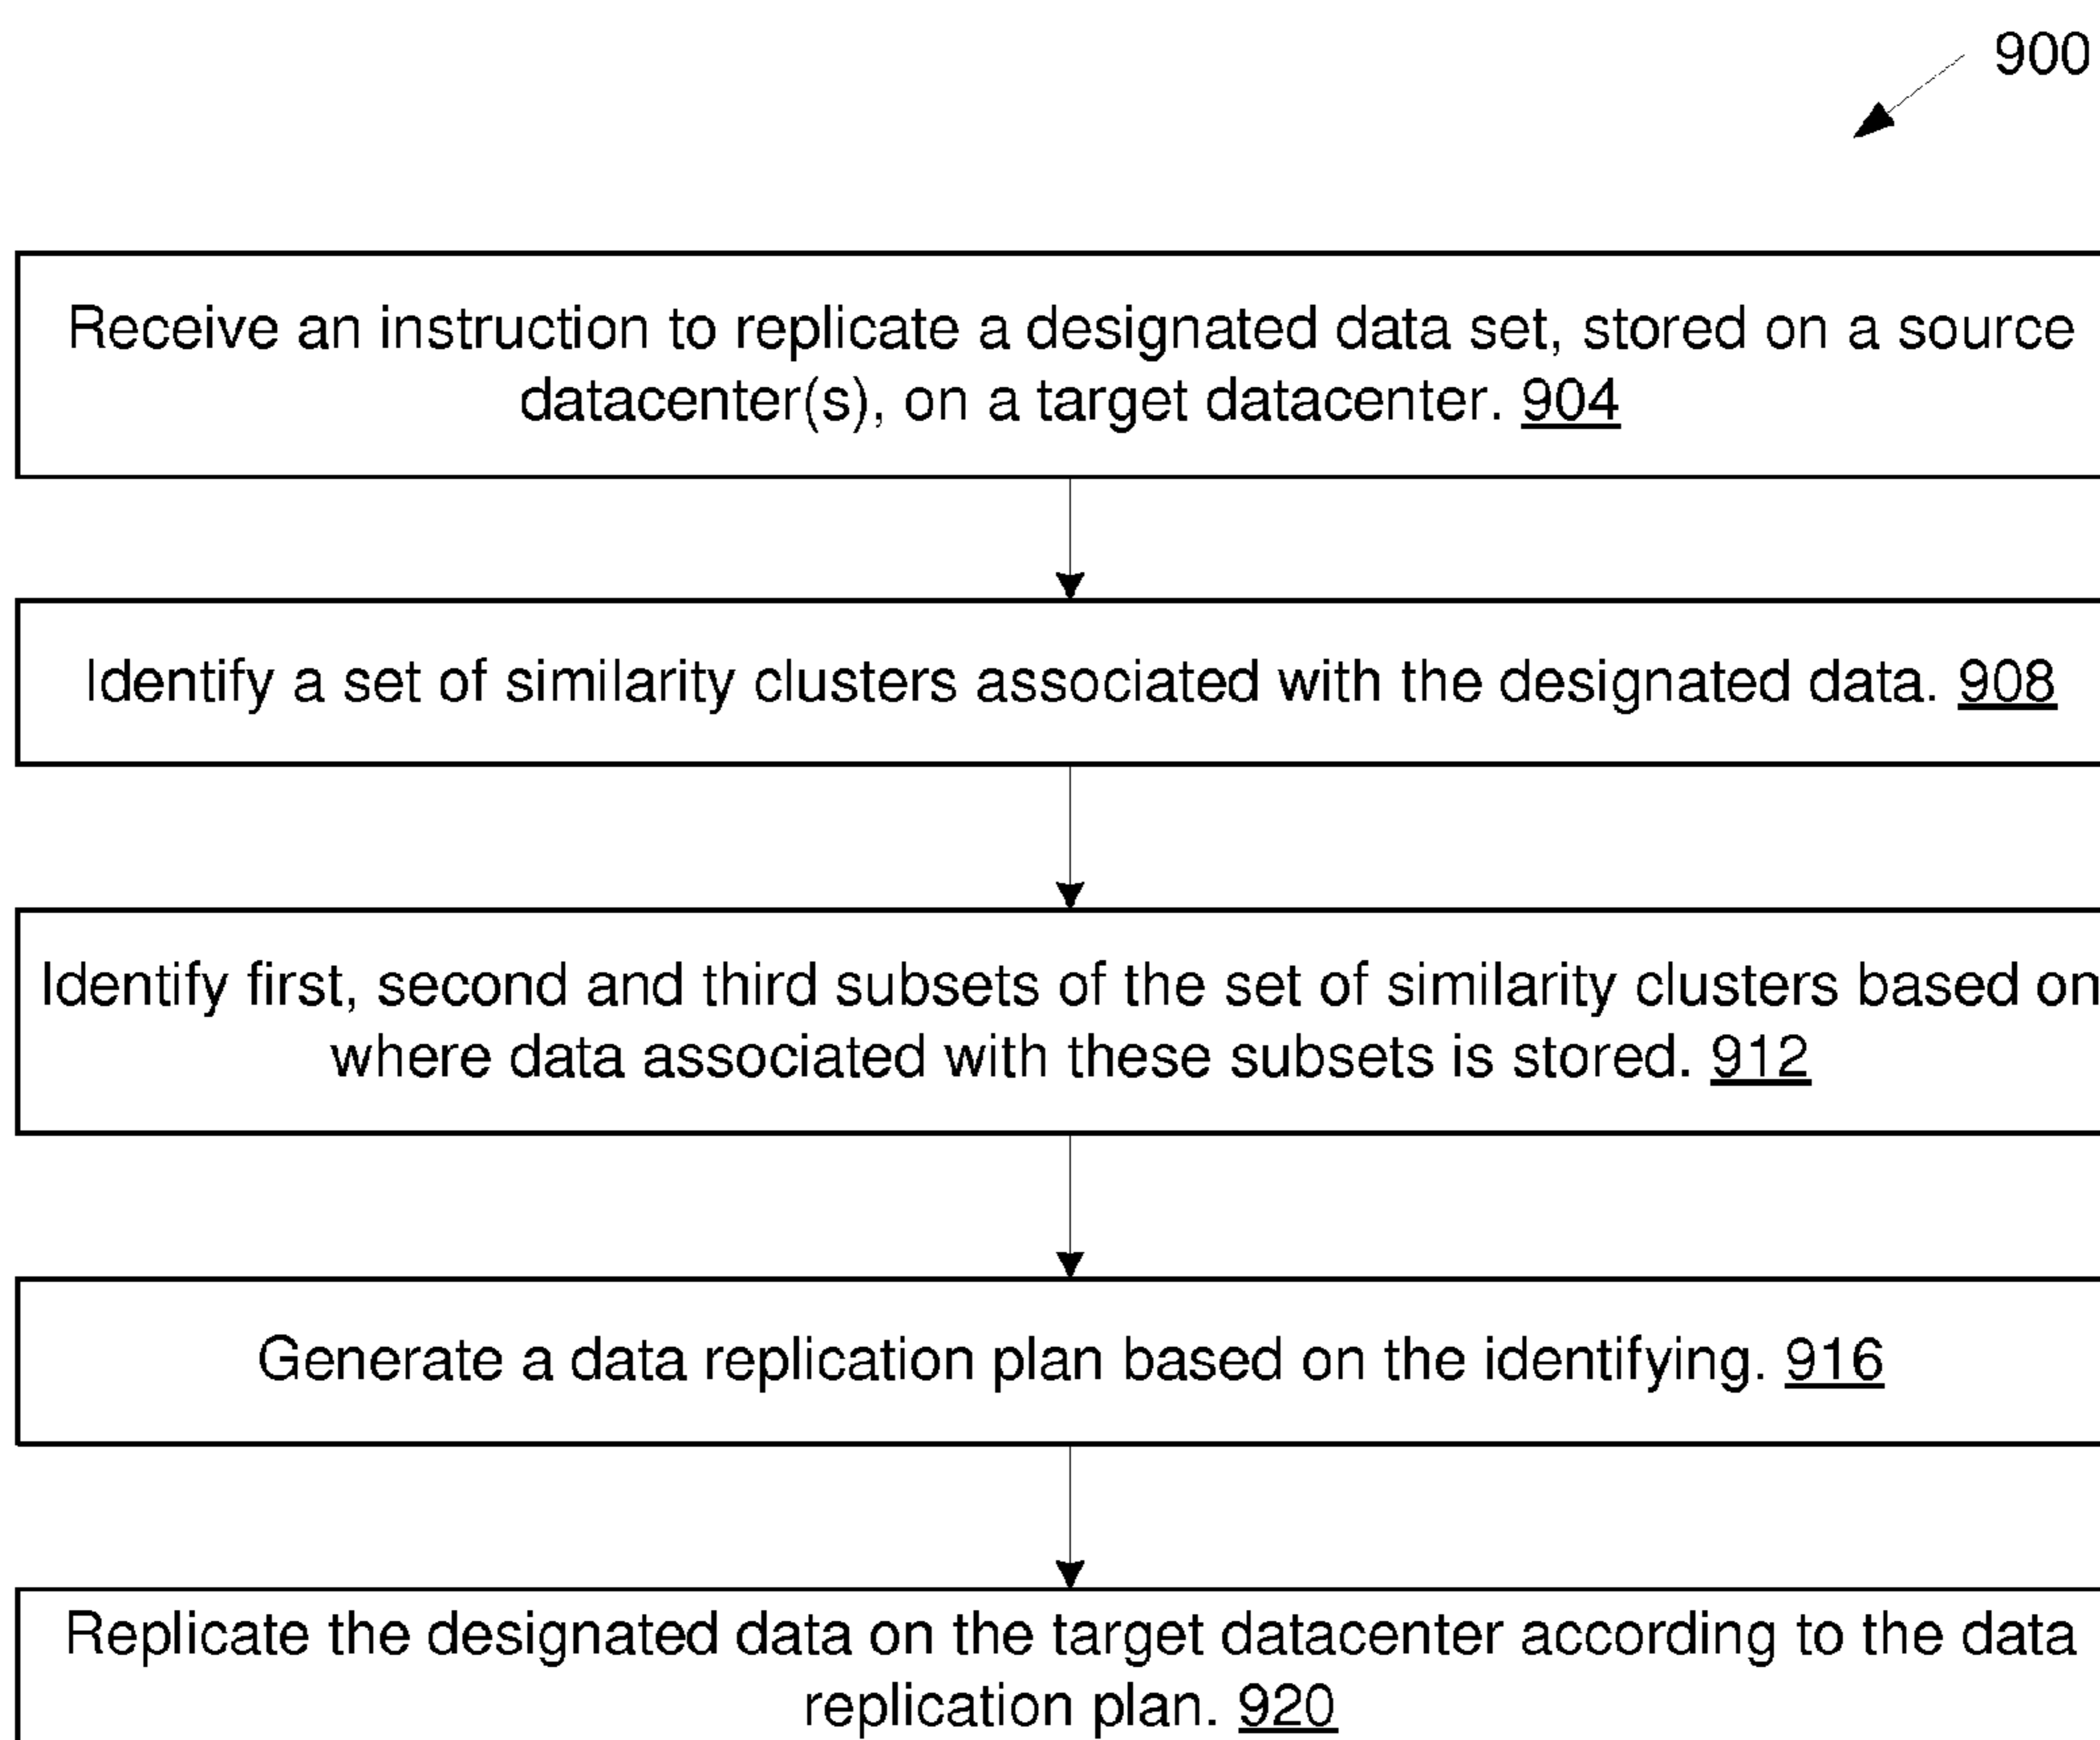 900
Receive an instruction to replicate a designated data set, stored on a source
datacenter(s), on a target datacenter. 904
Identify a set of similarity clusters associated with the designated data. 908
Identify first, second and third subsets of the set of similarity clusters based on
where data associated with these subsets is stored. 912
Generate a data replication plan based on the identifying. 916
Replicate the designated data on the target datacenter according to the data
replication plan. 920